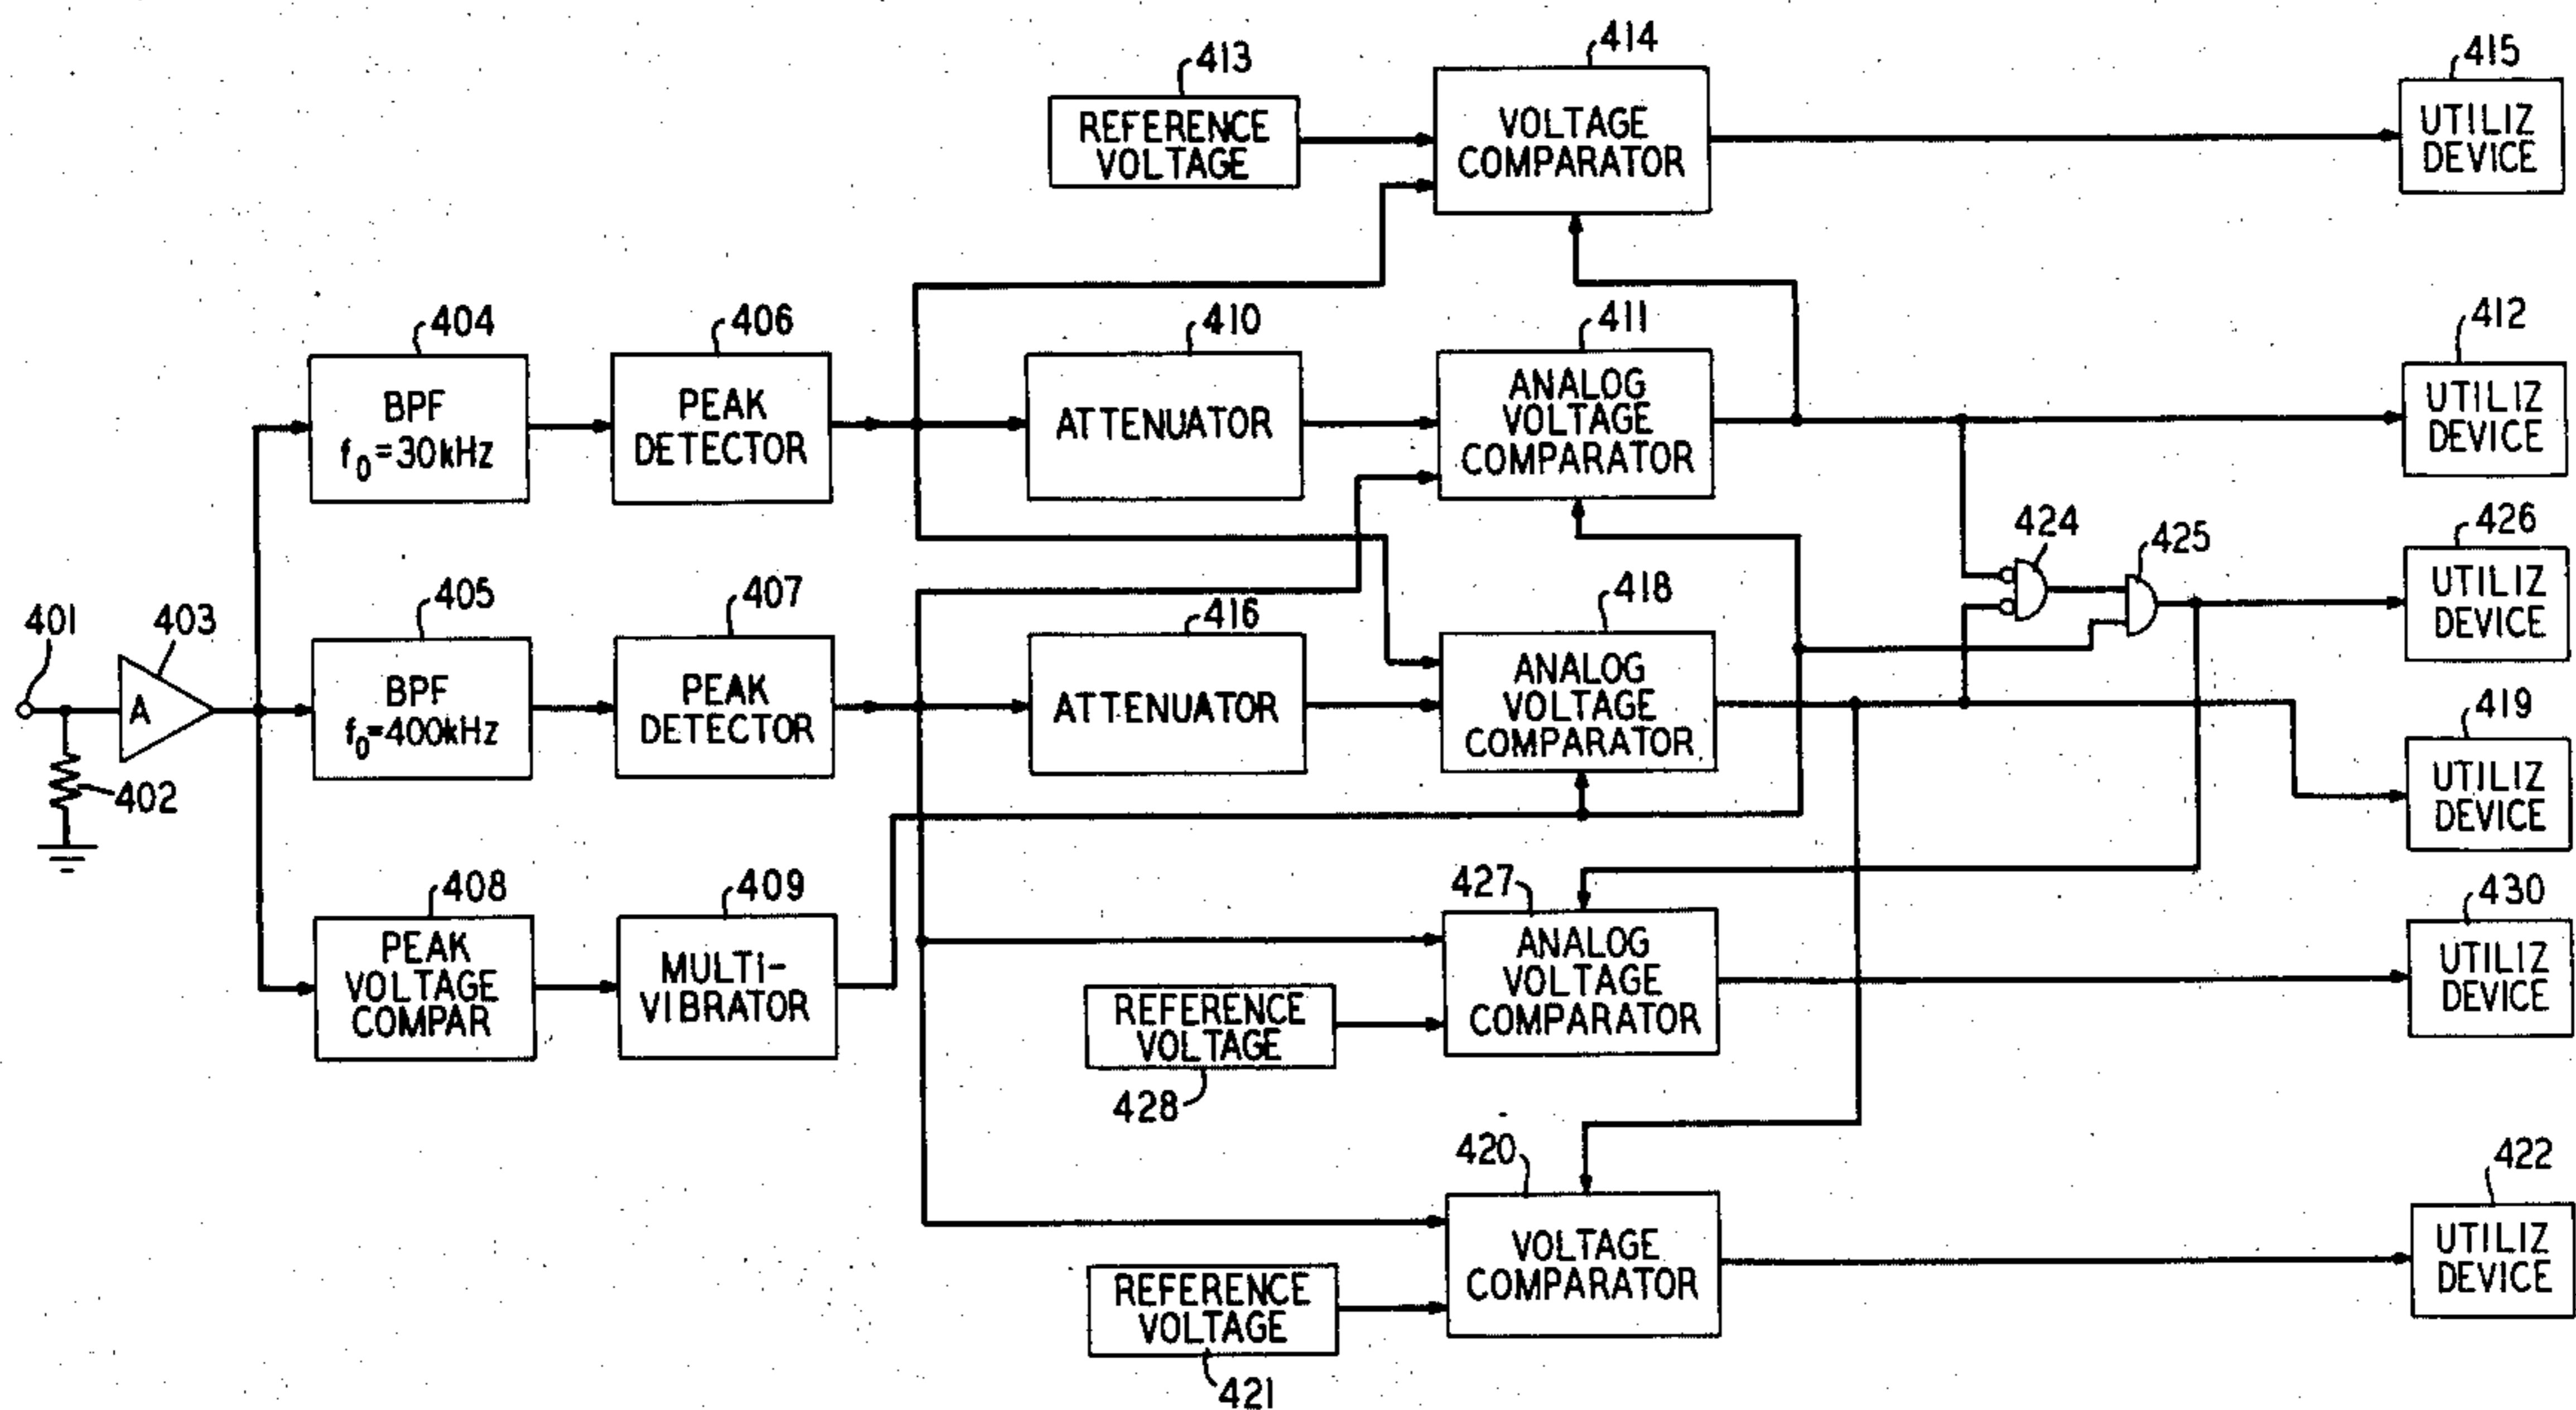 414
415
413
REFERENCE
VOLTAGE
VOLTAGE
COMPARATOR
UTILIZ
DEVICE
404
406
410
411
412
BPF
f₀=30kHz
PEAK
DETECTOR
ATTENUATOR
ANALOG
VOLTAGE
COMPARATOR
UTILIZ
DEVICE
424
425
426
UTILIZ
DEVICE
401
403
405
407
416
418
419
A
402
BPF
f₀=400kHz
PEAK
DETECTOR
ATTENUATOR
ANALOG
VOLTAGE
COMPARATOR
UTILIZ
DEVICE
408
409
427
430
PEAK
VOLTAGE
COMPAR
MULTI-
VIBRATOR
REFERENCE
VOLTAGE
428
ANALOG
VOLTAGE
COMPARATOR
UTILIZ
DEVICE
420
422
REFERENCE
VOLTAGE
421
VOLTAGE
COMPARATOR
UTILIZ
DEVICE